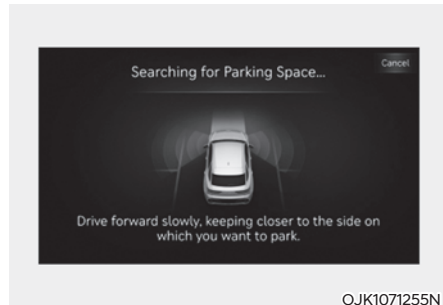 Searching for Parking Space...
Cancel
Drive forward slowly, keeping closer to the side on
which you want to park.
OJK1071255N